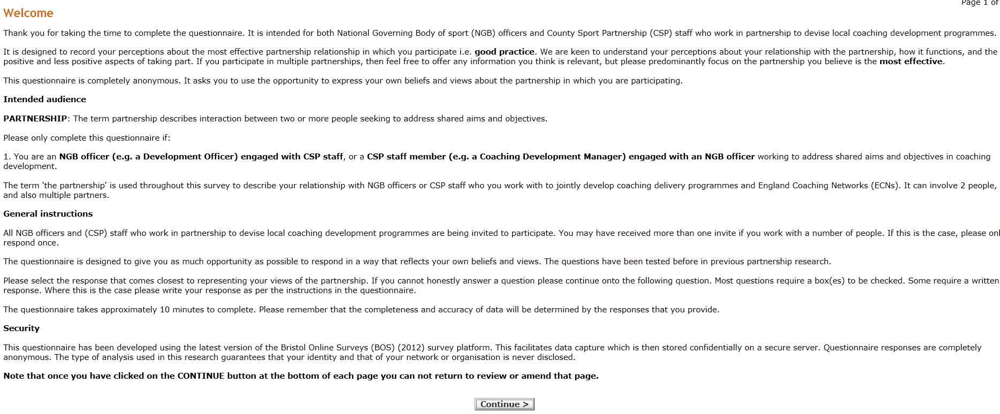 Page 1 of
Welcome
Thank you for taking the time to complete the questionnaire. It is intended for both National Governing Body of sport (NGB) officers and County Sport Partnership (CSP) staff who work in partnership to devise local coaching development programmes.
It is designed to record your perceptions about the most effective partnership relationship in which you participate i.e. good practice. We are keen to understand your perceptions about your relationship with the partnership, how it functions, and the
positive and less positive aspects of taking part. If you participate in multiple partnerships, then feel free to offer any information you think is relevant, but please predominantly focus on the partnership you believe is the most effective.
This questionnaire is completely anonymous. It asks you to use the opportunity to express your own beliefs and views about the partnership in which you are participating.
Intended audience
PARTNERSHIP: The term partnership describes interaction between two or more people seeking to address shared aims and objectives.
Please only complete this questionnaire if:
1. You are an NGB officer (e.g. a Development Officer) engaged with CSP staff, or a CSP staff member (e.g. a Coaching Development Manager) engaged with an NGB officer working to address shared aims and objectives in coaching
development.
The term 'the partnership' is used throughout this survey to describe your relationship with NGB officers or CSP staff who you work with to jointly develop coaching delivery programmes and England Coaching Networks (ECNs). It can involve 2 people,
and also multiple partners.
General instructions
All NGB officers and (CSP) staff who work in partnership to devise local coaching development programmes are being invited to participate. You may have received more than one invite if you work with a number of people. If this is the case, please onl
respond once.
The questionnaire is designed to give you as much opportunity as possible to respond in a way that reflects your own beliefs and views. The questions have been tested before in previous partnership research.
Please select the response that comes closest to representing your views of the partnership. If you cannot honestly answer a question please continue onto the following question. Most questions require a box(es) to be checked. Some require a written
response. Where this is the case please write your response as per the instructions in the questionnaire.
The questionnaire takes approximately 10 minutes to complete. Please remember that the completeness and accuracy of data will be determined by the responses that you provide.
Security
This questionnaire has been developed using the latest version of the Bristol Online Surveys (BOS) (2012) survey platform. This facilitates data capture which is then stored confidentially on a secure server. Questionnaire responses are completely
anonymous. The type of analysis used in this research guarantees that your identity and that of your network or organisation is never disclosed.
Note that once you have clicked on the CONTINUE button at the bottom of each page you can not return to review or amend that page.
Continue >